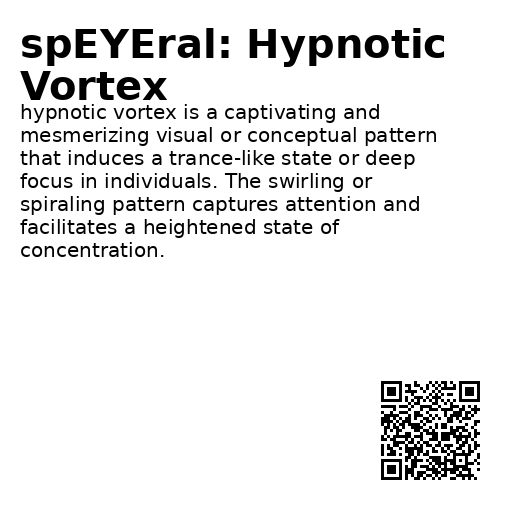 spEYEral: Hypnotic
Vortex
hypnotic vortex is a captivating and
mesmerizing visual or conceptual pattern
that induces a trance-like state or deep
focus in individuals. The swirling or
spiraling pattern captures attention and
facilitates a heightened state of
concentration.